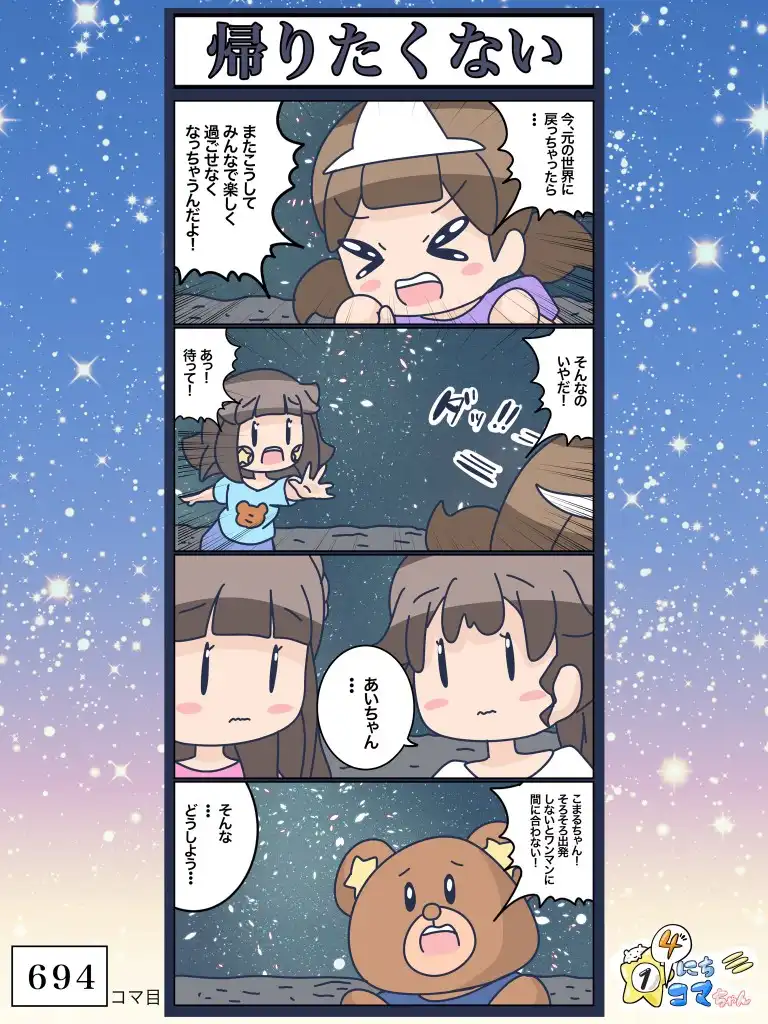 帰りたくない
今、元の世界に
戻っちゃったら
…
またこうして
みんなで楽しく
過ごせなく
なっちゃうんだよ！
そんなの
いやだ！
ダッ!!
あっ！
待って！
あいちゃん
…
こまるちゃん！
そろそろ出発
しないとワンマンに
間に合わない！
そんな
…
どうしよう…
694
コマ目
1
にち
4
コマ
ちゃん